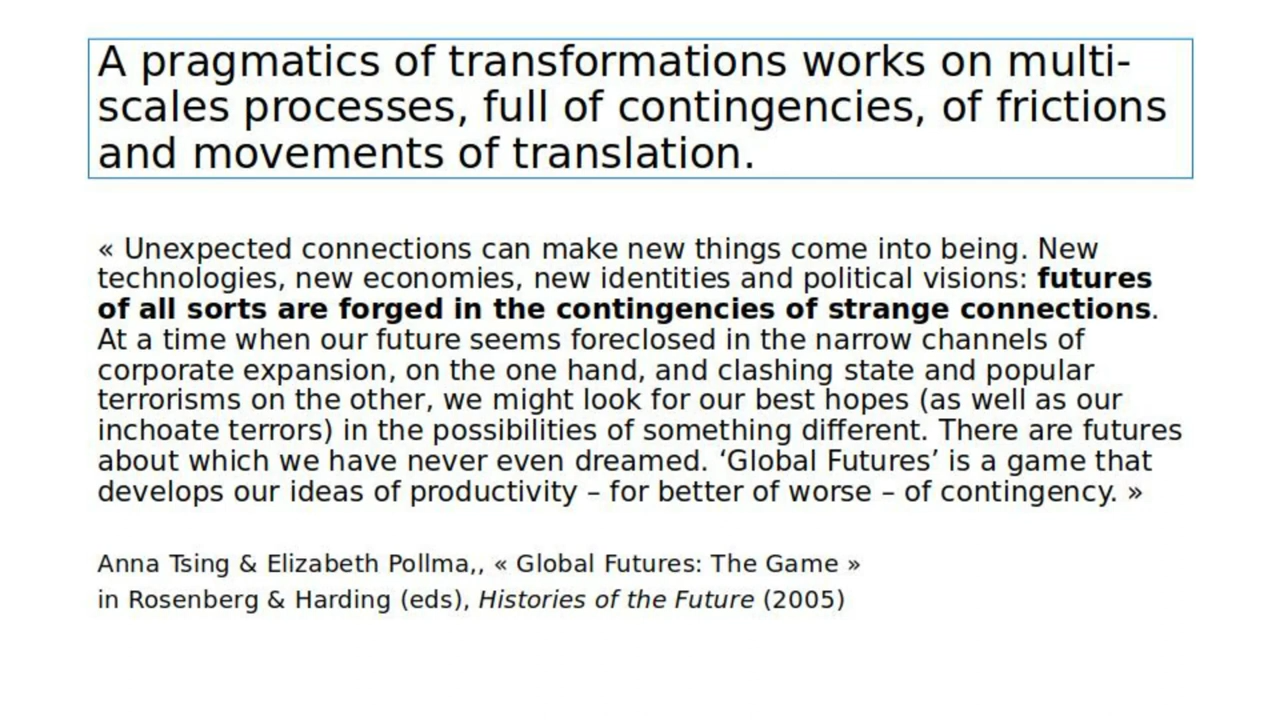 A pragmatics of transformations works on multi-
scales processes, full of contingencies, of frictions
and movements of translation.
« Unexpected connections can make new things come into being. New
technologies, new economies, new identities and political visions: futures
of all sorts are forged in the contingencies of strange connections.
At a time when our future seems foreclosed in the narrow channels of
corporate expansion, on the one hand, and clashing state and popular
terrorisms on the other, we might look for our best hopes (as well as our
inchoate terrors) in the possibilities of something different. There are futures
about which we have never even dreamed. ‘Global Futures’ is a game that
develops our ideas of productivity – for better of worse – of contingency. »
Anna Tsing & Elizabeth Pollma,, « Global Futures: The Game »
in Rosenberg & Harding (eds), Histories of the Future (2005)